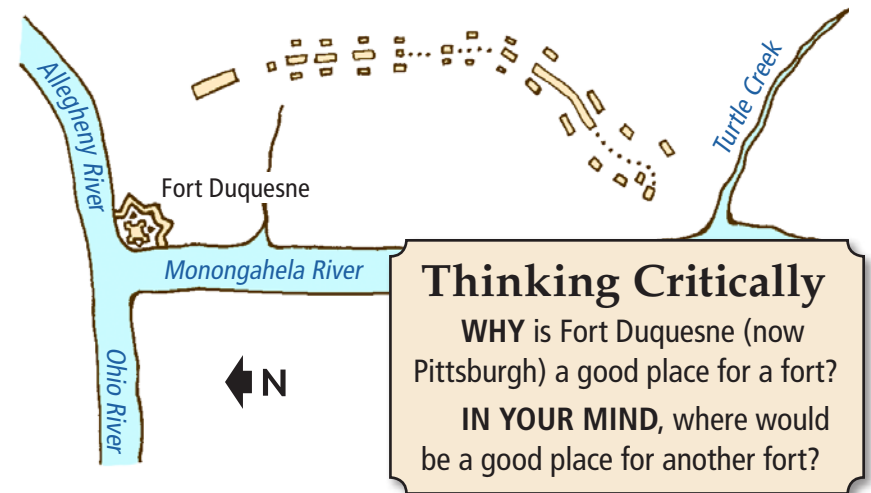 Allegheny River
Turtle Creek
Fort Duquesne
Monongahela River
Ohio River
N
Thinking Critically
WHY is Fort Duquesne (now
Pittsburgh) a good place for a fort?
IN YOUR MIND, where would
be a good place for another fort?